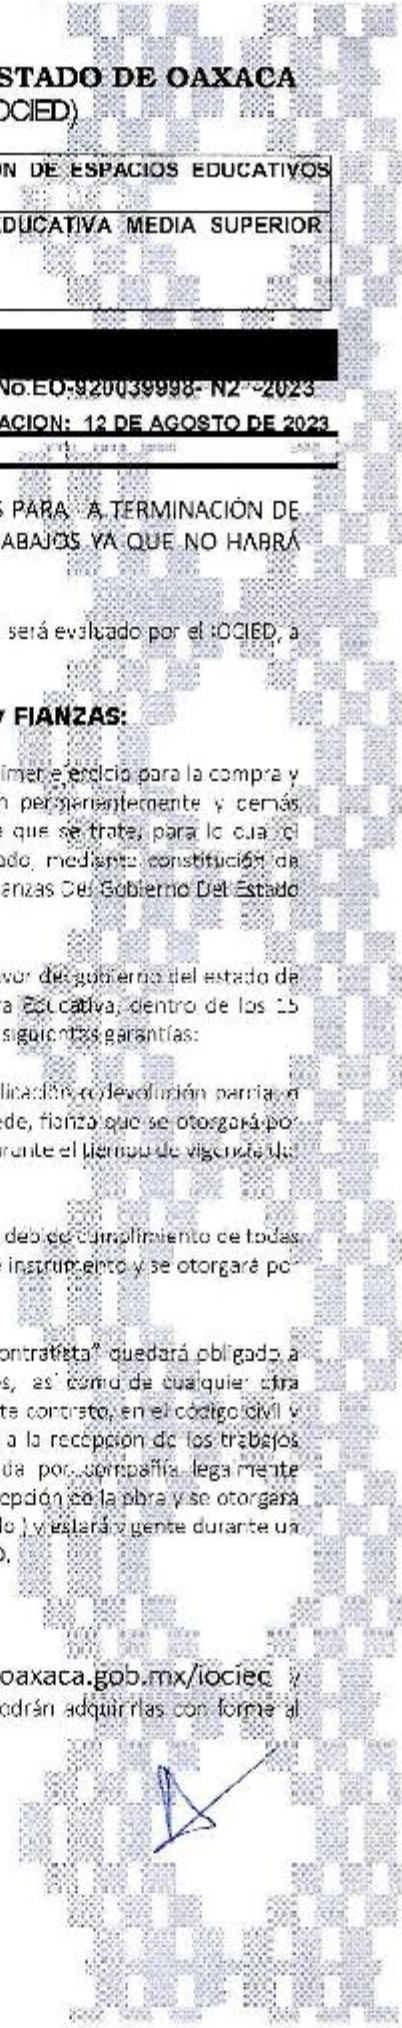 STADO DE OAXACA
OCIED)
ÓN DE ESPACIOS EDUCATIVOS
EDUCATIVA MEDIA SUPERIOR
No.EO-920039998- N2 -2023
ACION: 12 DE AGOSTO DE 2023
S PARA A TERMINACIÓN DE
ABAJOS YA QUE NO HABRÁ
será evaluado por el IOCIED, a
y FIANZAS:
imer ejercicio para la compra y
n permanentemente y demás
a que se trate, para lo cual el
ado, mediante constitución de
anzas Del Gobierno Del Estado
avor del gobierno del estado de
ra Educativa, dentro de los 15
siguientes garantías:
licación o devolución parcial o
ede, fianza que se otorgará por
urante el tiempo de vigencia del
debido cumplimiento de todas
e instrumento y se otorgará por
ontratista" quedará obligado a
os, así como de cualquier otra
te contrato, en el código civil y
a la recepción de los trabajos
da por compañía legalmente
epción de la obra y se otorgara
do ) y estará vigente durante un
O.
oaxaca.gob.mx/iocied y
odrán adquirirlas con forme al